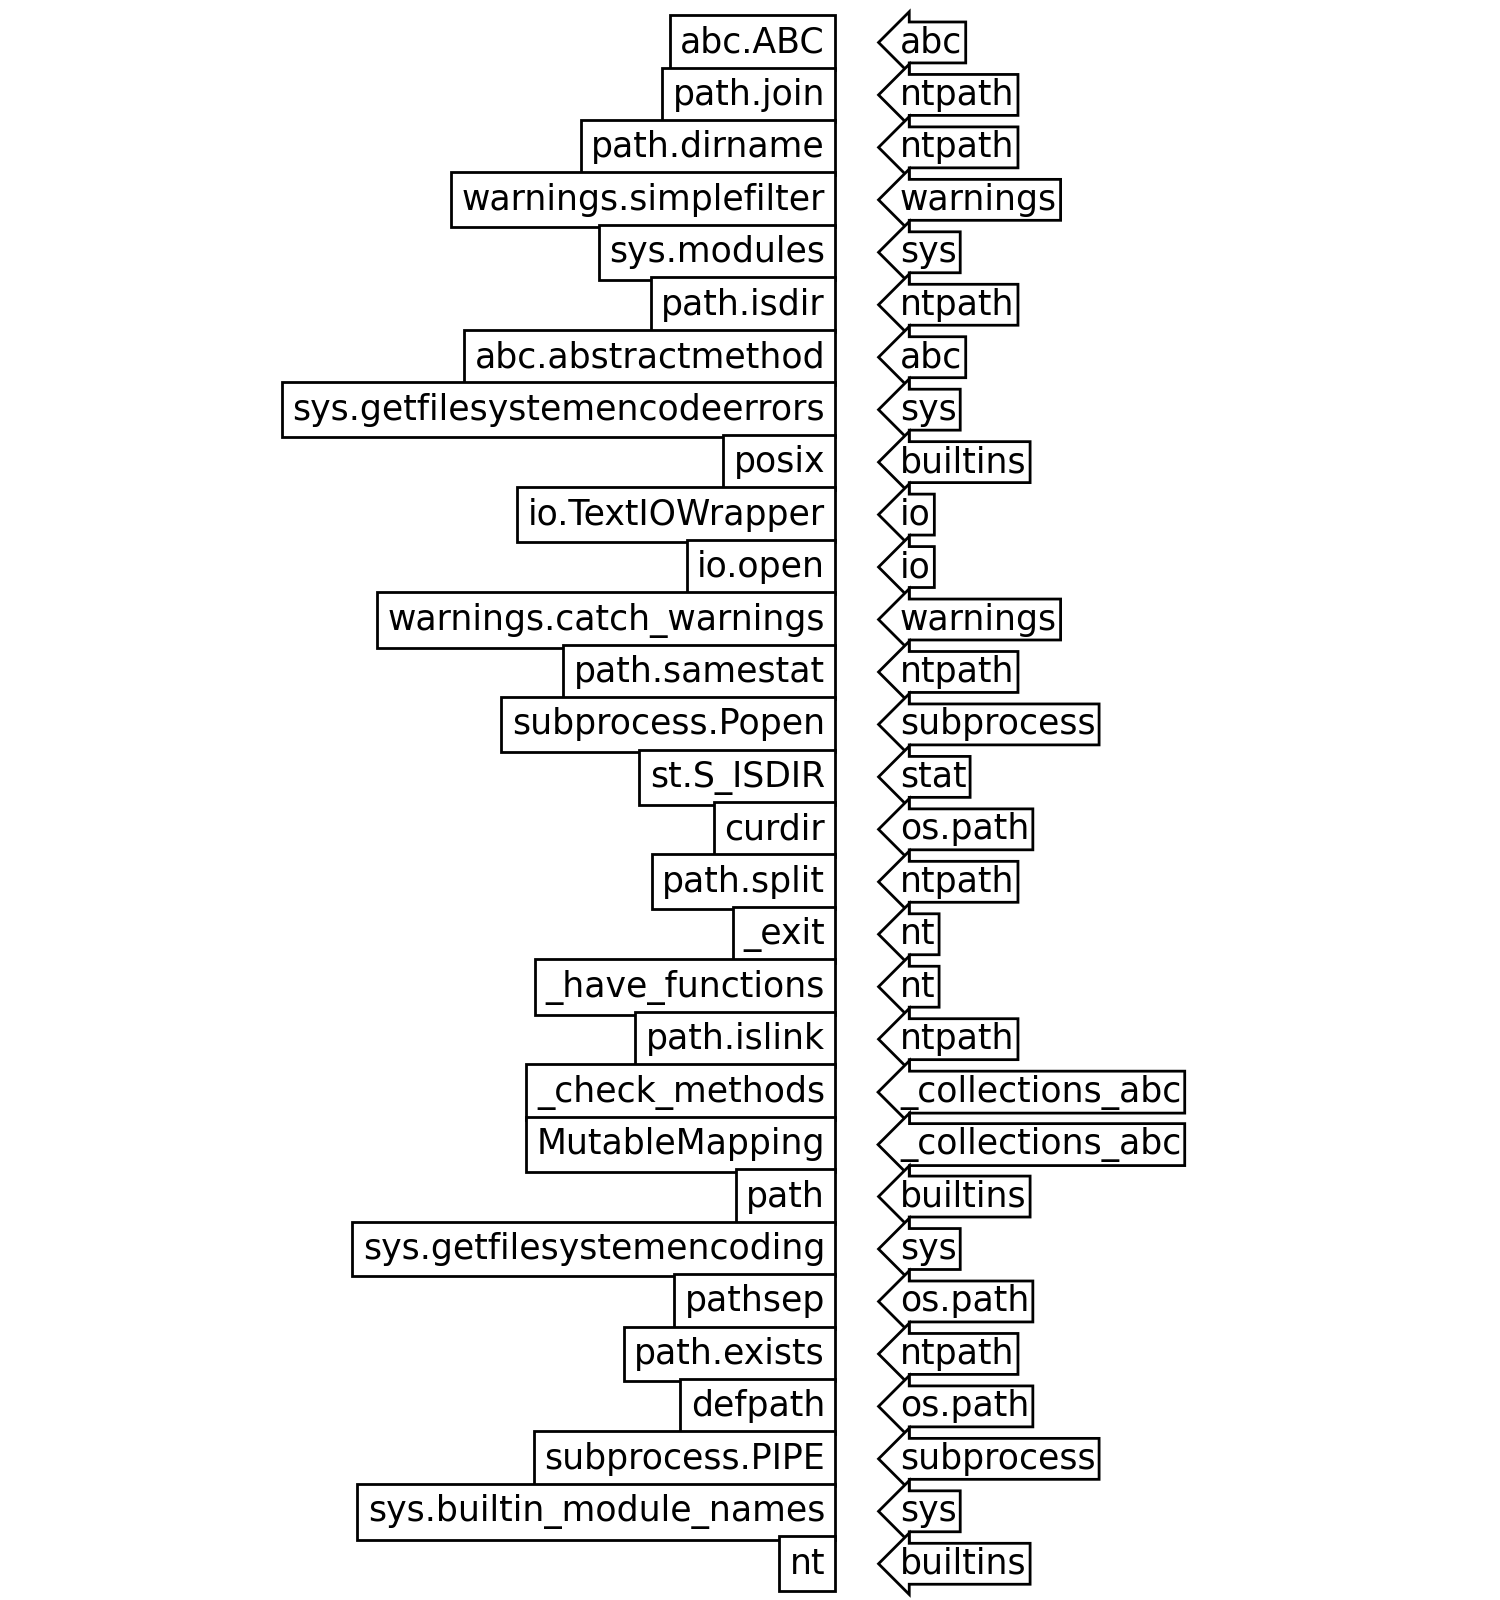 abc.ABC abc
path.join ntpath
path.dirname ntpath
warnings.simplefilter warnings
sys.modules sys
path.isdir ntpath
abc.abstractmethod abc
sys.getfilesystemencodeerrors sys
posix builtins
io.TextIOWrapper io
io.open io
warnings.catch_warnings warnings
path.samestat ntpath
subprocess.Popen subprocess
st.S_ISDIR stat
curdir os.path
path.split ntpath
_exit nt
_have_functions nt
path.islink ntpath
_check_methods _collections_abc
MutableMapping _collections_abc
path builtins
sys.getfilesystemencoding sys
pathsep os.path
path.exists ntpath
defpath os.path
subprocess.PIPE subprocess
sys.builtin_module_names sys
nt builtins